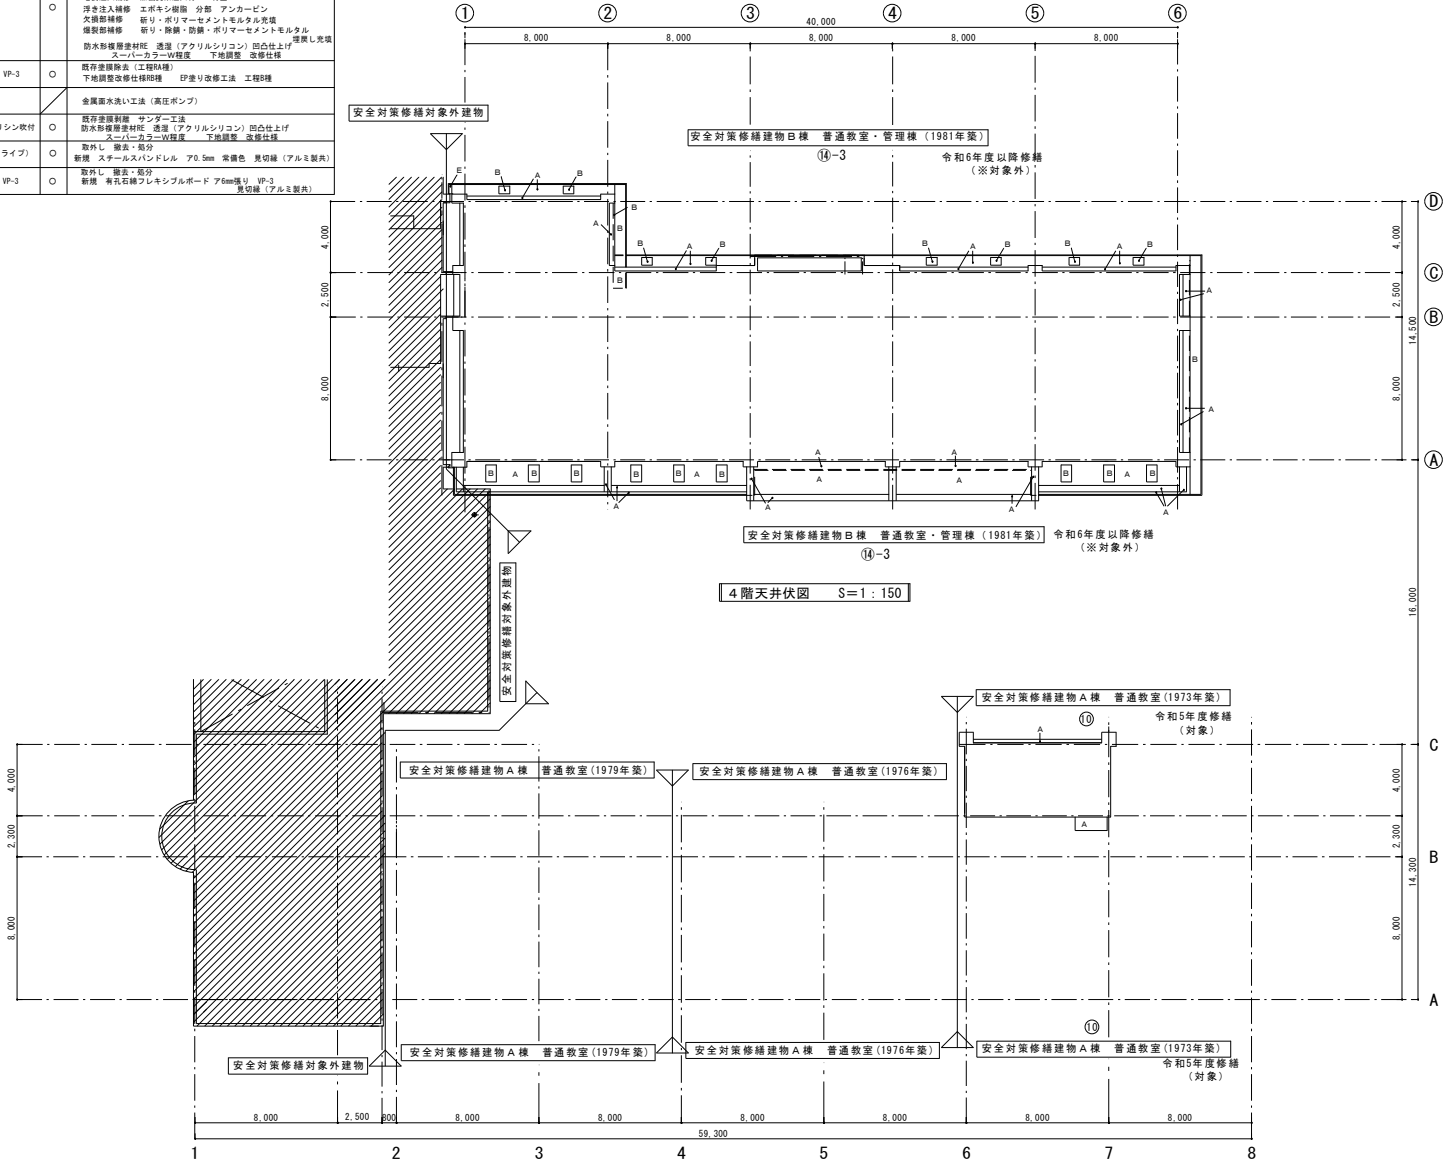 浮き注入補修 エポキシ樹脂 分部 アンカーピン
欠損部補修 斫り・ポリマーセメントモルタル充填
爆裂部補修 斫り・除錆・防錆・ポリマーセメントモルタル
埋戻し充填
防水形複層塗材RE 透湿（アクリルシリコン）凹凸仕上げ
スーパーカラーW程度 下地調整 改修仕様
VP-3 ○ 既存塗膜除去（工程RA種）
下地調整改修仕様RB種 EP塗り改修工法 工程B種
金属面水洗い工法（高圧ポンプ）
リシン吹付 ○ 既存塗膜剥離 サンダー工法
防水形複層塗材RE 透湿（アクリルシリコン）凹凸仕上げ
スーパーカラーW程度 下地調整 改修仕様
ライブ） ○ 取外し 撤去・処分
新規 スチールスパンドレル ア0.5mm 常備色 見切縁（アルミ製共）
VP-3 ○ 取外し 撤去・処分
新規 有孔石綿フレキシブルボード ア6mm張り VP-3
見切縁（アルミ製共）
① ② ③ ④ ⑤ ⑥
40,000
8,000 8,000 8,000 8,000 8,000
安全対策修繕対象外建物
安全対策修繕建物Ｂ棟 普通教室・管理棟（1981年築）
⑭-3
令和6年度以降修繕
（※対象外）
E B A B
B A B
B A B B A B B A B
B
A
B
A
A
B A B B B B A B A A B B A B
A A
A A A A
Ⓓ
Ⓒ
Ⓑ
Ⓐ
4,000
2,500
8,000
4,000
2,500
8,000
14,500
16,000
安全対策修繕建物Ｂ棟 普通教室・管理棟（1981年築）
⑭-3
令和6年度以降修繕
（※対象外）
安全対策修繕対象外建物
４階天井伏図 S＝1：150
安全対策修繕建物Ａ棟 普通教室(1973年築)
⑩
令和5年度修繕
（対象）
A
A
安全対策修繕建物Ａ棟 普通教室(1979年築)
安全対策修繕建物Ａ棟 普通教室(1976年築)
C
B
A
4,000
2,300
8,000
4,000
2,300
8,000
14,300
⑩
安全対策修繕対象外建物
安全対策修繕建物Ａ棟 普通教室(1979年築)
安全対策修繕建物Ａ棟 普通教室(1976年築)
安全対策修繕建物Ａ棟 普通教室(1973年築)
令和5年度修繕
（対象）
8,000 2,500 800 8,000 8,000 8,000 8,000 8,000 8,000
59,300
1 2 3 4 5 6 7 8